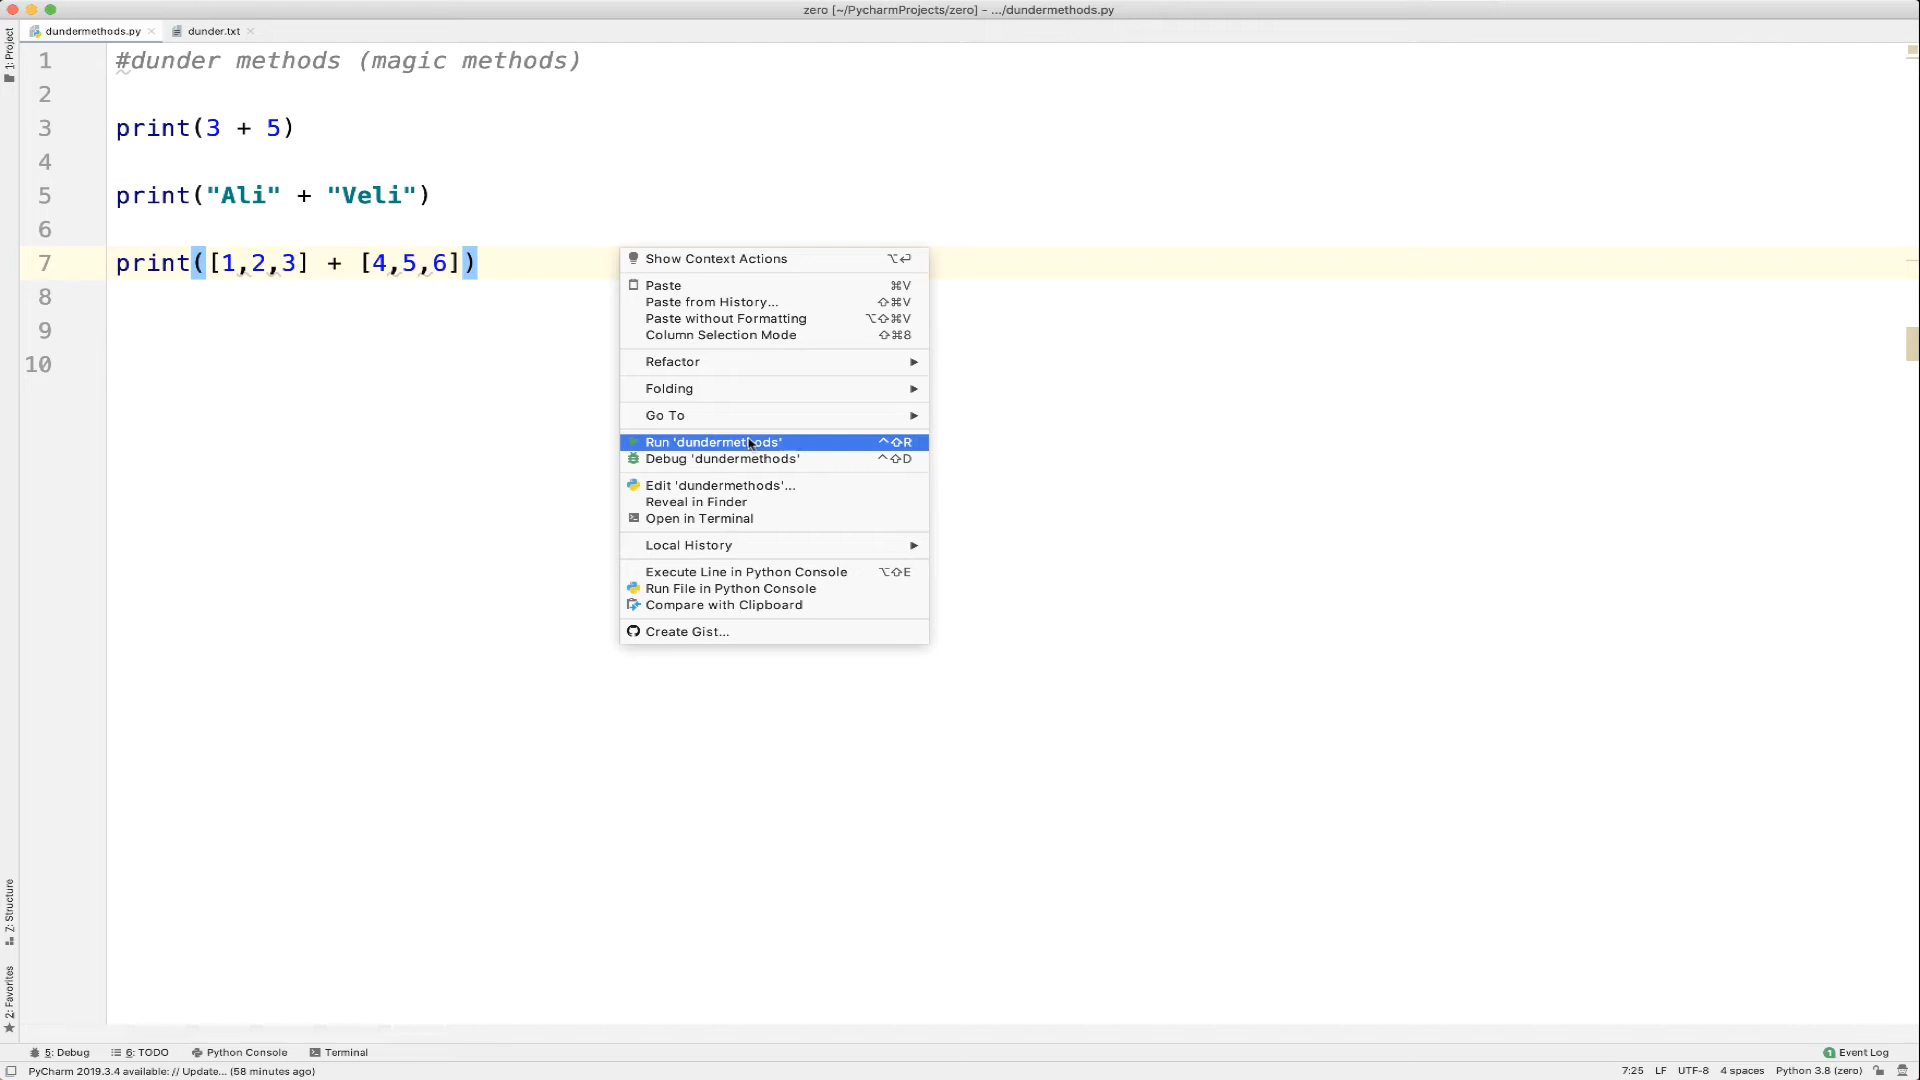 zero [~/PycharmProjects/zero] - .../dundermethods.py
1: Project
dundermethods.py
dunder.txt
1 #dunder methods (magic methods)
2
3 print(3 + 5)
4
5 print("Ali" + "Veli")
6
7 print([1,2,3] + [4,5,6])
8
9
10
Show Context Actions ⌥⏎
Paste ⌘V
Paste from History... ⇧⌘V
Paste without Formatting ⌥⇧⌘V
Column Selection Mode ⇧⌘8
Refactor ▶
Folding ▶
Go To ▶
Run 'dundermethods' ^⇧R
Debug 'dundermethods' ^⇧D
Edit 'dundermethods'...
Reveal in Finder
Open in Terminal
Local History ▶
Execute Line in Python Console ⌥⇧E
Run File in Python Console
Compare with Clipboard
Create Gist...
Z: Structure
2: Favorites
5: Debug 6: TODO Python Console Terminal 1 Event Log
PyCharm 2019.3.4 available: // Update... (58 minutes ago) 7:25 LF UTF-8 4 spaces Python 3.8 (zero)